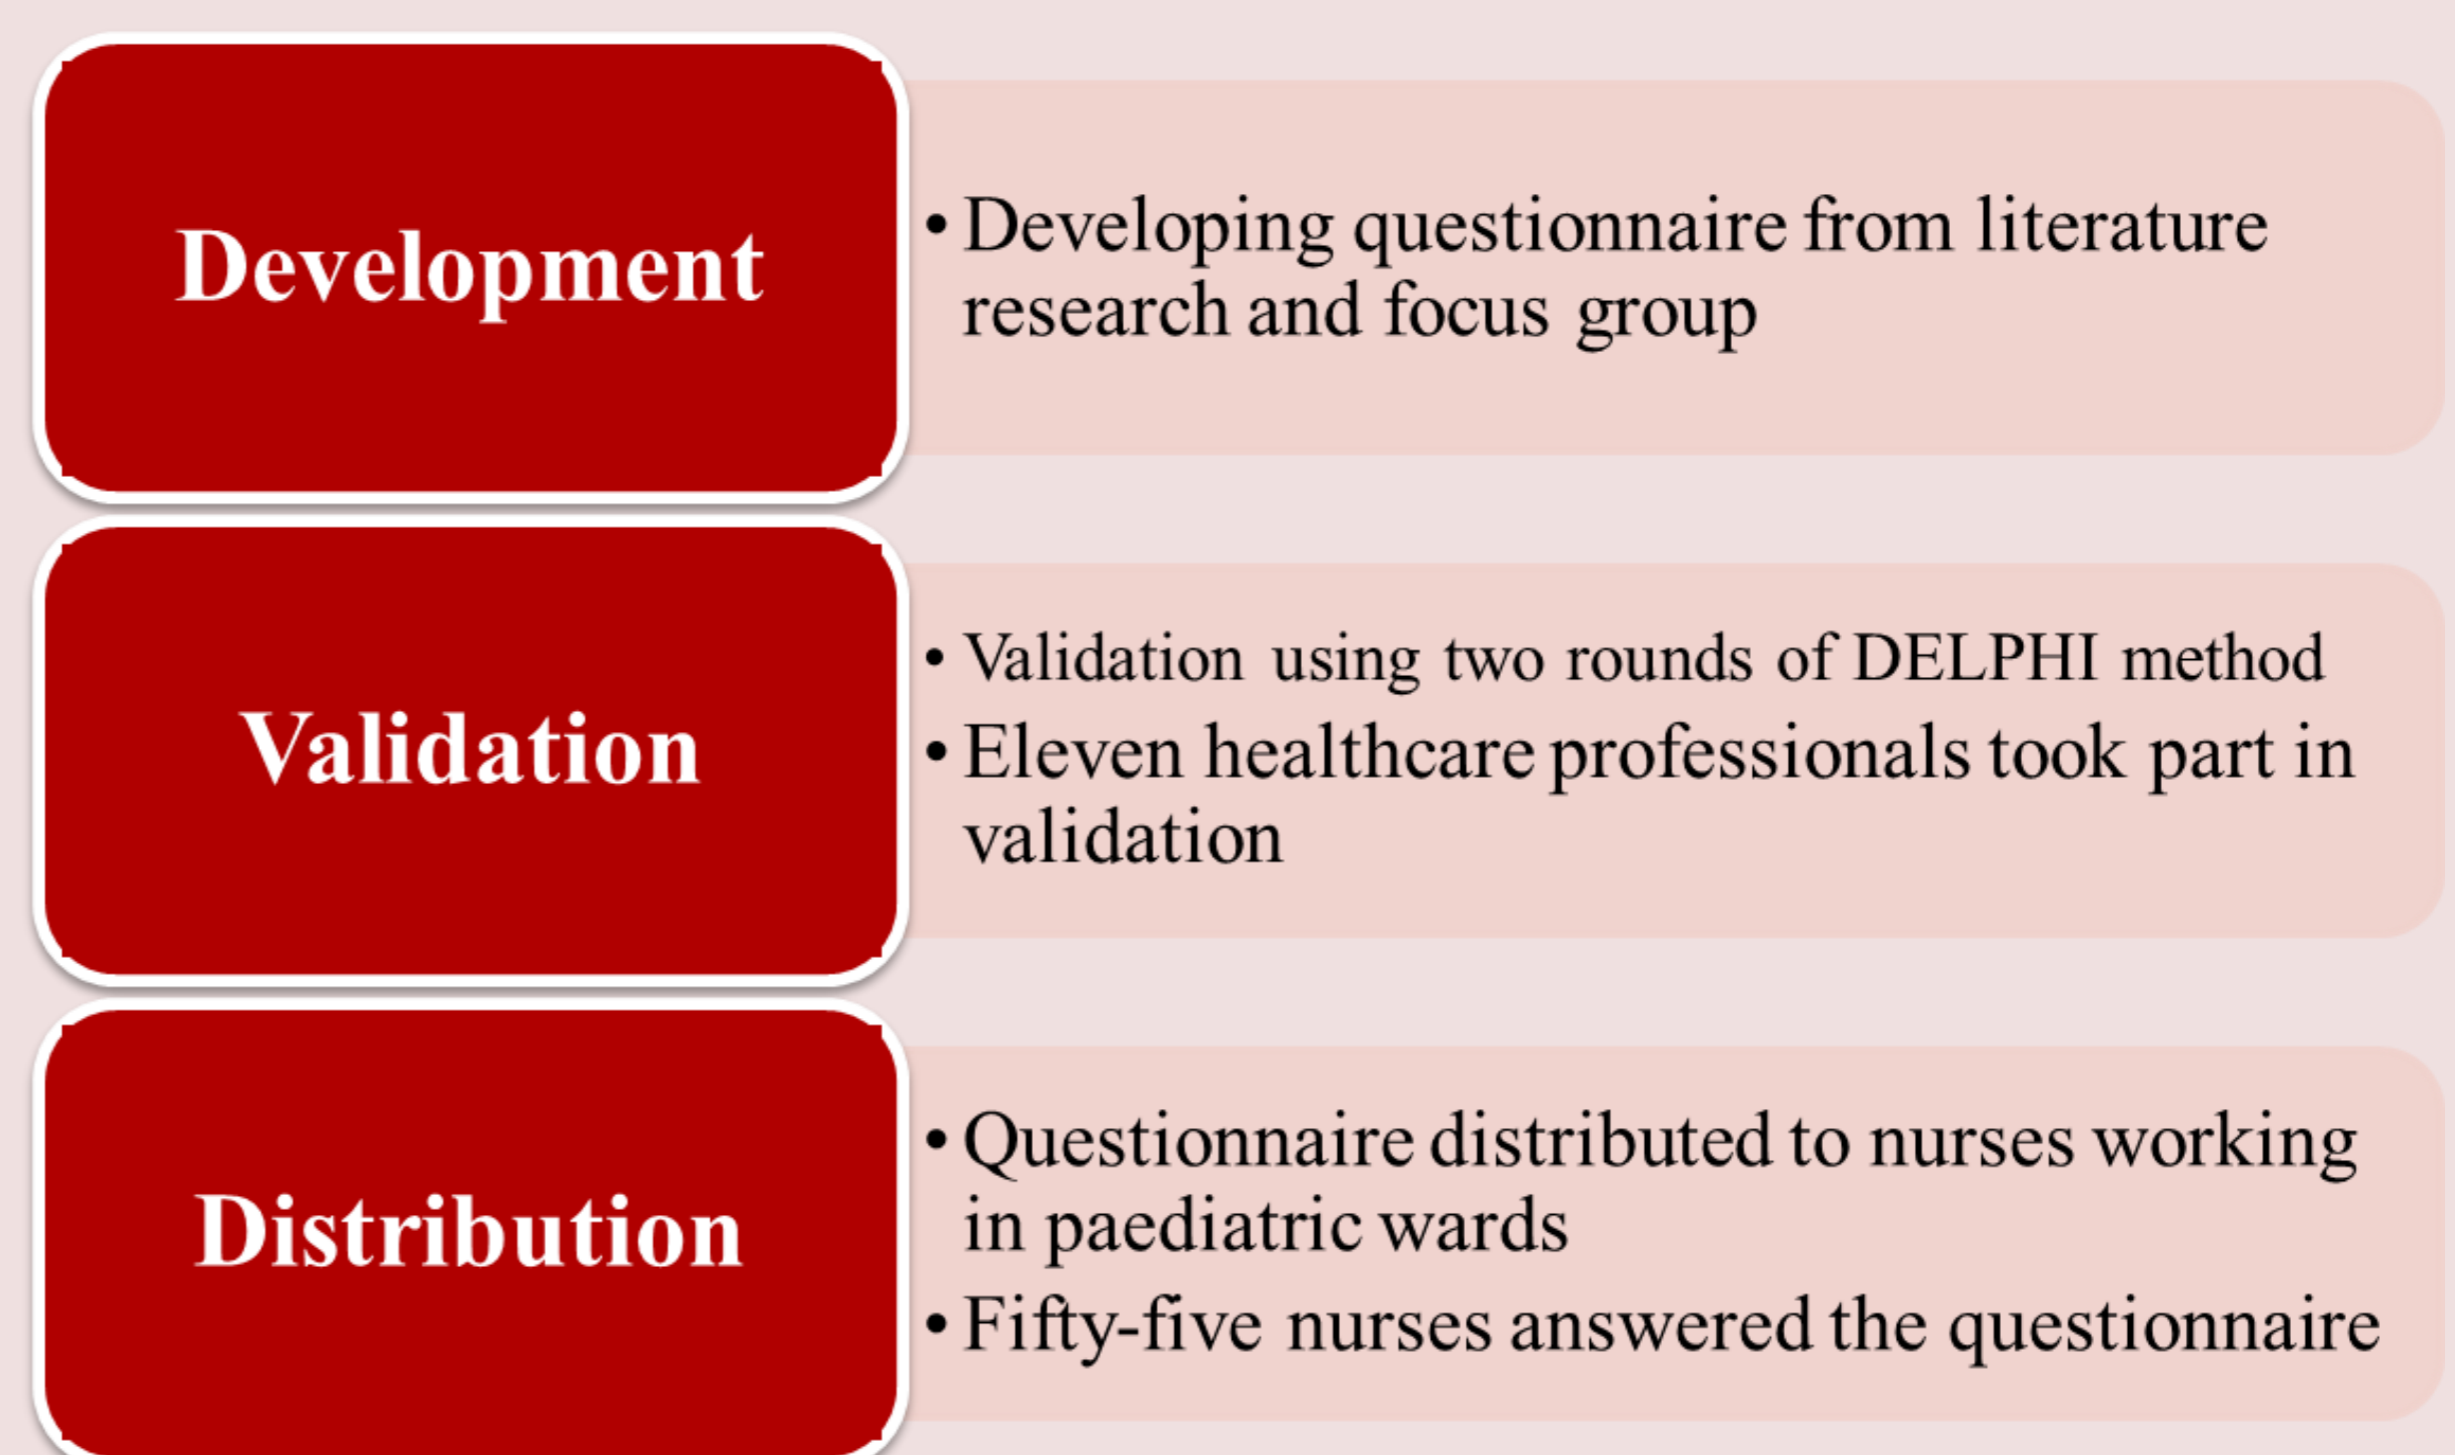 Development
• Developing questionnaire from literature
research and focus group
Validation
• Validation using two rounds of DELPHI method
• Eleven healthcare professionals took part in
validation
Distribution
• Questionnaire distributed to nurses working
in paediatric wards
• Fifty-five nurses answered the questionnaire